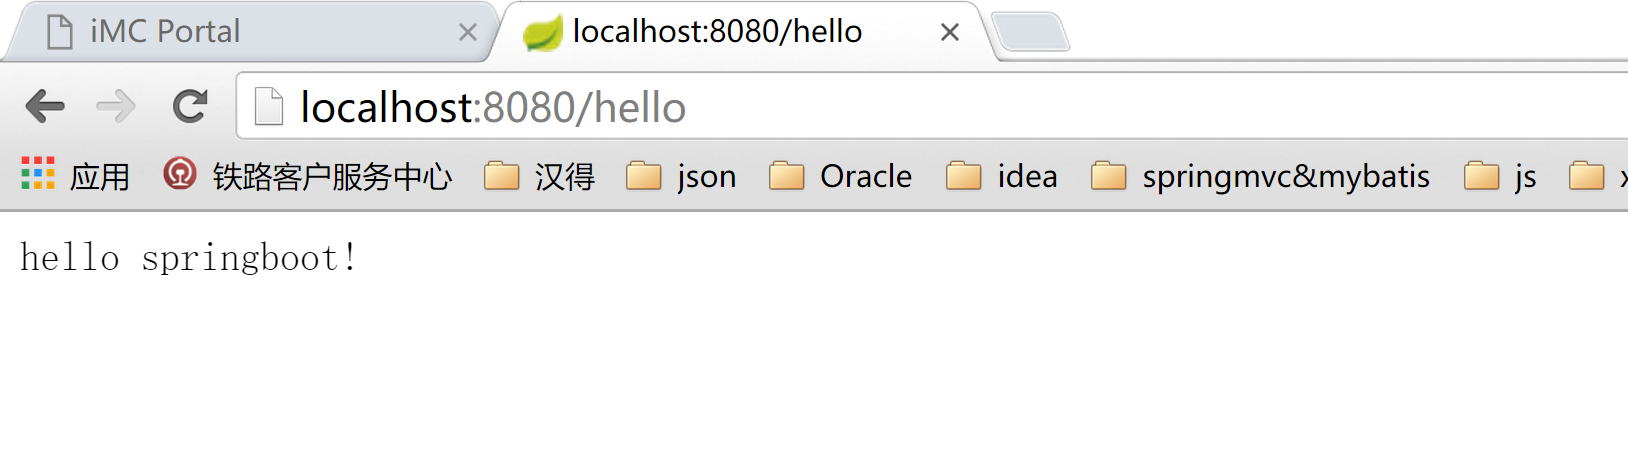 iMC Portal localhost:8080/hello
localhost:8080/hello
应用 铁路客户服务中心 汉得 json Oracle idea springmvc&mybatis js
hello springboot!